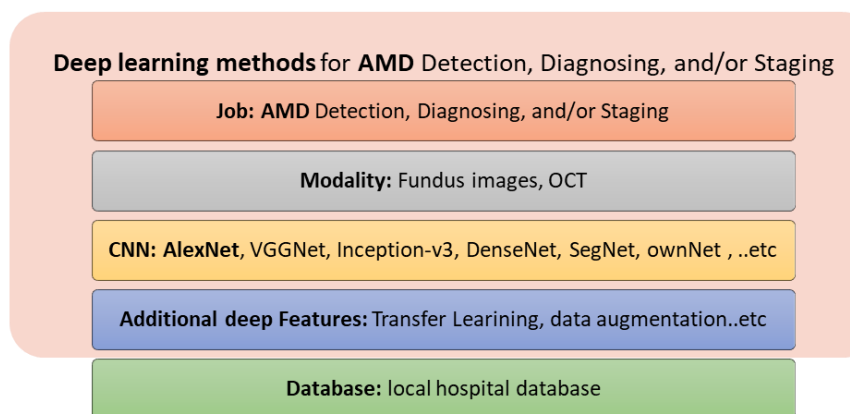 Deep learning methods for AMD Detection, Diagnosing, and/or Staging
Job: AMD Detection, Diagnosing, and/or Staging
Modality: Fundus images, OCT
CNN: AlexNet, VGGNet, Inception-v3, DenseNet, SegNet, ownNet , ..etc
Additional deep Features: Transfer Learining, data augmentation..etc
Database: local hospital database